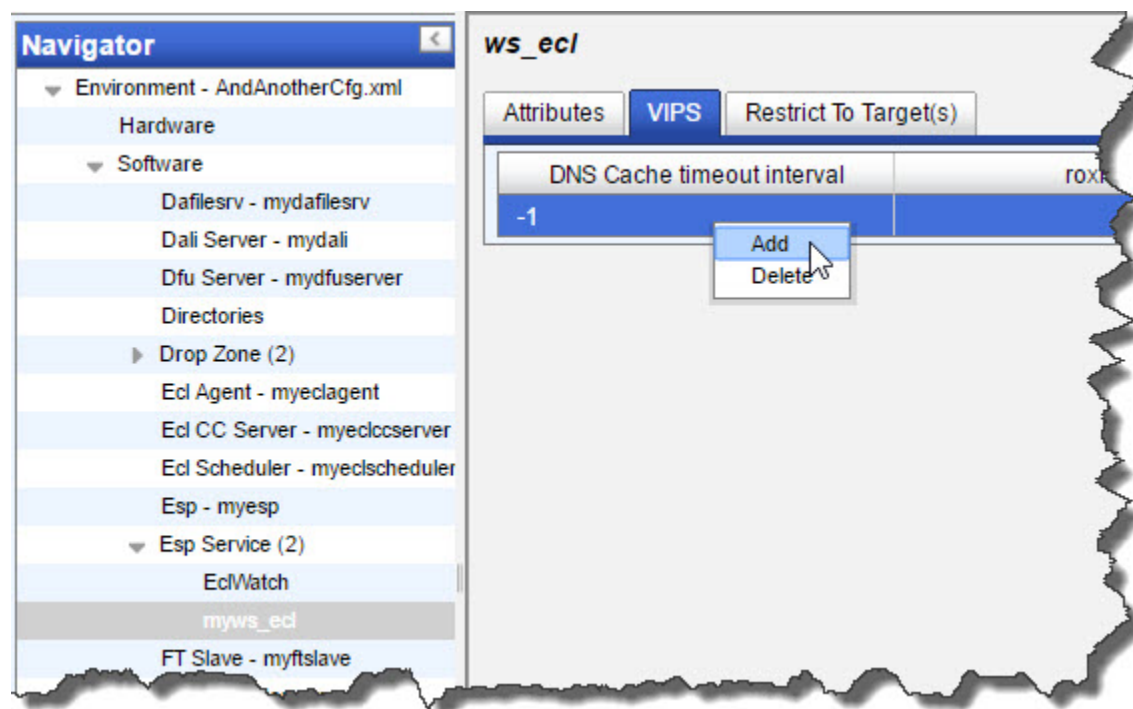 Navigator
Environment - AndAnotherCfg.xml
Hardware
Software
Dafilesrv - mydafilesrv
Dali Server - mydali
Dfu Server - mydfuserver
Directories
Drop Zone (2)
Ecl Agent - myeclagent
Ecl CC Server - myeclccserver
Ecl Scheduler - myeclscheduler
Esp - myesp
Esp Service (2)
EclWatch
myws_ecl
FT Slave - myftslave
ws_ecl
Attributes VIPS Restrict To Target(s)
DNS Cache timeout interval
-1
Add
Delete